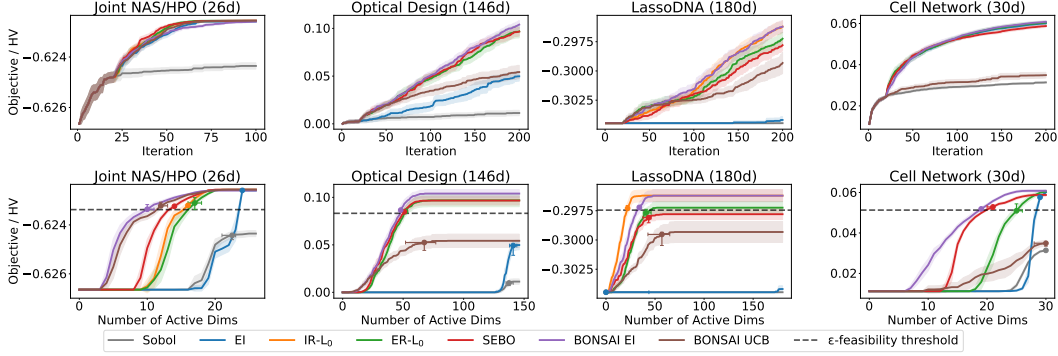 Joint NAS/HPO (26d)
Optical Design (146d)
LassoDNA (180d)
Cell Network (30d)
Objective / HV
−0.624
−0.626
0.10
0.05
0.00
−0.2975
−0.3000
−0.3025
0.06
0.04
0.02
0 25 50 75 100
0 50 100 150 200
0 50 100 150 200
0 50 100 150 200
Iteration
Iteration
Iteration
Iteration
Joint NAS/HPO (26d)
Optical Design (146d)
LassoDNA (180d)
Cell Network (30d)
Objective / HV
−0.624
−0.626
0.10
0.05
0.00
−0.2975
−0.3000
−0.3025
0.06
0.04
0.02
0 10 20
0 50 100 150
0 50 100 150
0 10 20 30
Number of Active Dims
Number of Active Dims
Number of Active Dims
Number of Active Dims
Sobol EI IR-L₀ ER-L₀ SEBO BONSAI EI BONSAI UCB ε-feasibility threshold